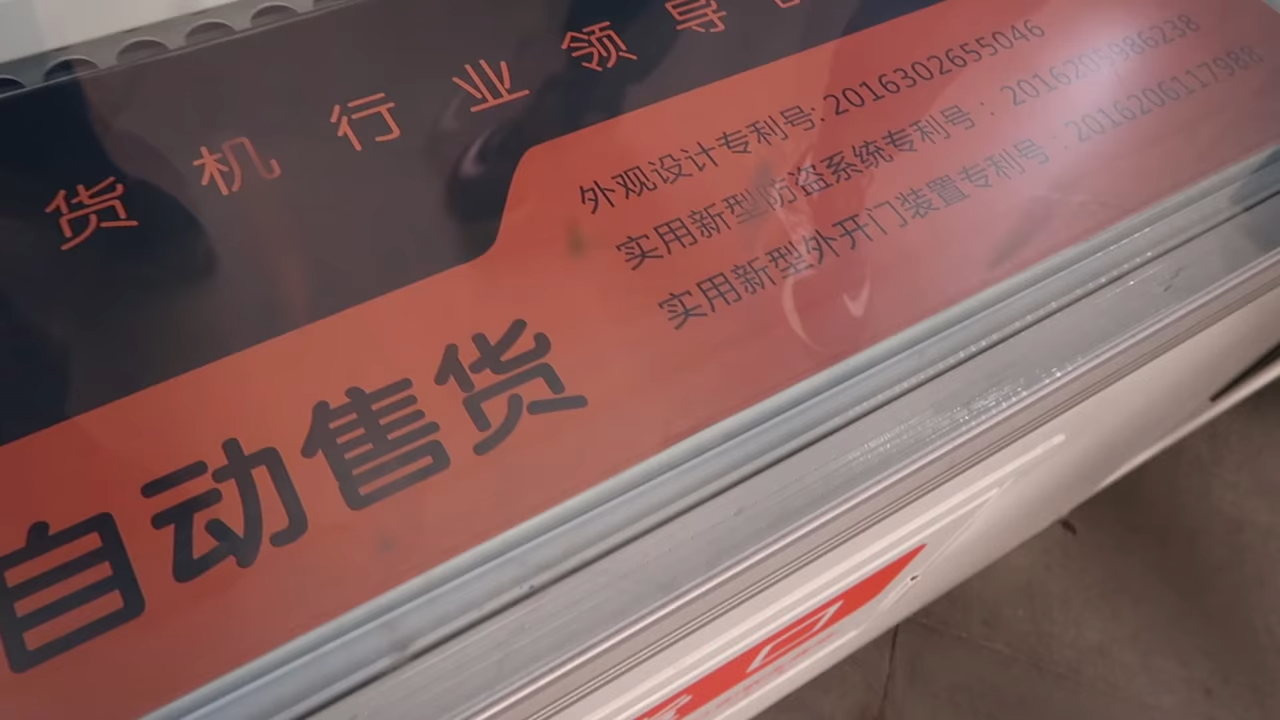 货机行业领导
外观设计专利号: 2016302655046
实用新型防盗系统专利号：2016205986238
实用新型外开门装置专利号：2016206117988
自动售货